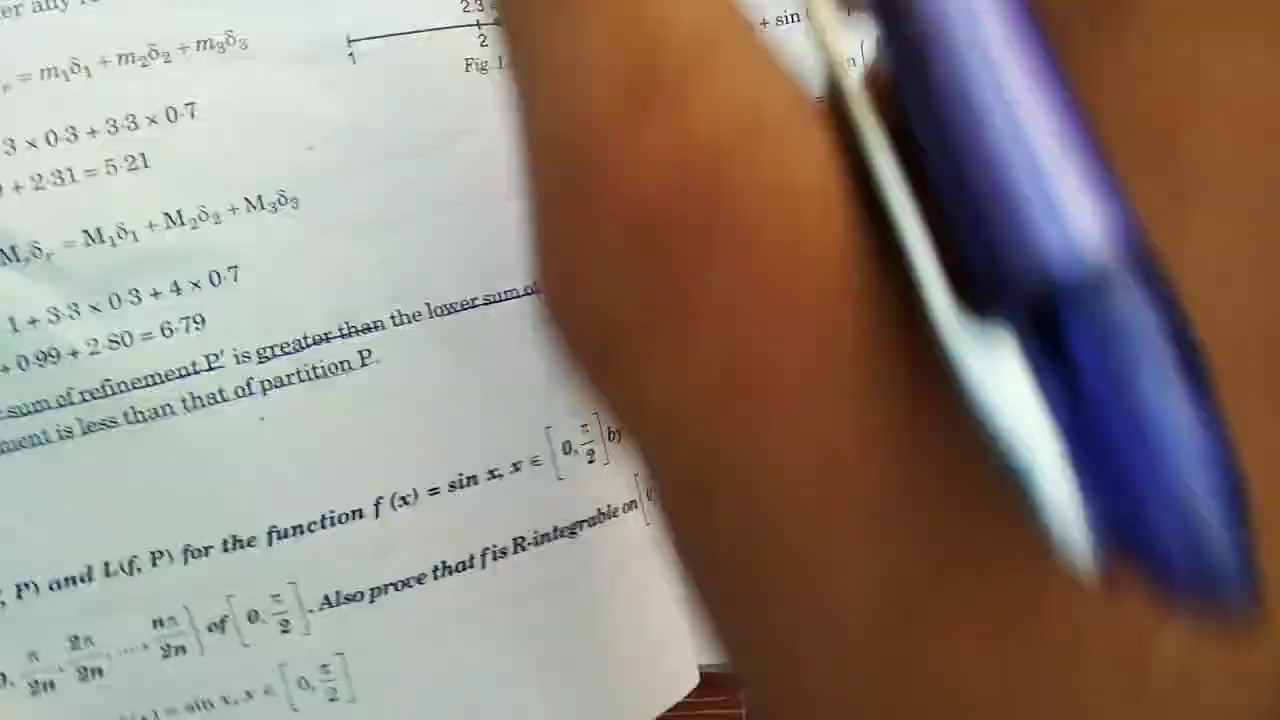 er any
= m₁δ₁ + m₂δ₂ + m₃δ₃
3 × 0·3 + 3·3 × 0·7
+ 2·31 = 5·21
Mᵣδᵣ = M₁δ₁ + M₂δ₂ + M₃δ₃
1 + 3·3 × 0·3 + 4 × 0·7
+ 0·99 + 2·80 = 6·79
sum of refinement P′ is greater than the lower sum of
ment is less than that of partition P.
P) and L(f, P) for the function f (x) = sin x, x ∈ [0, π/2] by
π/2n, 2π/2n, ...., nπ/2n} of [0, π/2]. Also prove that f is R-integrable on [0
= sin x, x ∈ [0, π/2]
2.3
1 2
Fig 1
+ sin (
n (
=